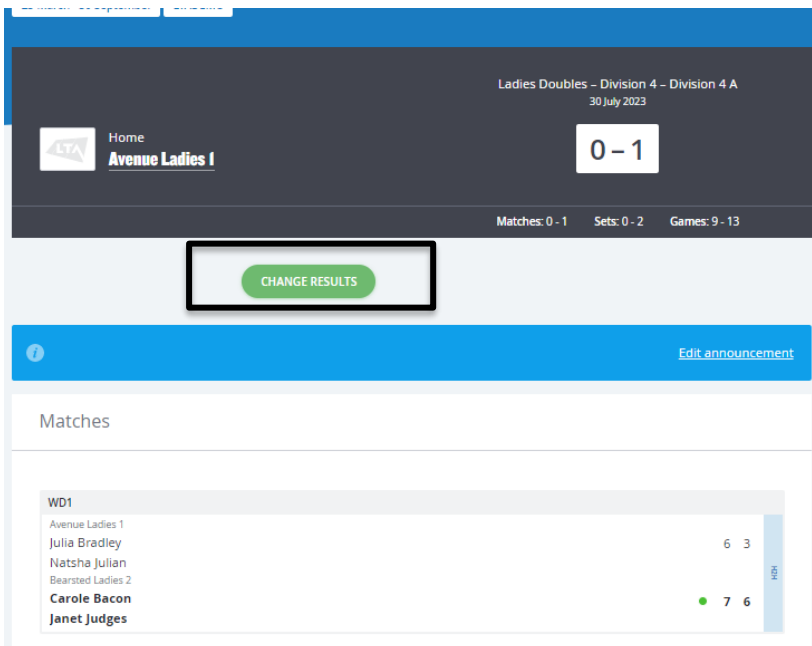 Ladies Doubles – Division 4 – Division 4 A
30 July 2023
LTA
Home
Avenue Ladies 1
0 – 1
Matches: 0 - 1 Sets: 0 - 2 Games: 9 - 13
CHANGE RESULTS
i
Edit announcement
Matches
WD1
Avenue Ladies 1
Julia Bradley
6 3
Natsha Julian
H2H
Bearsted Ladies 2
Carole Bacon
7 6
Janet Judges